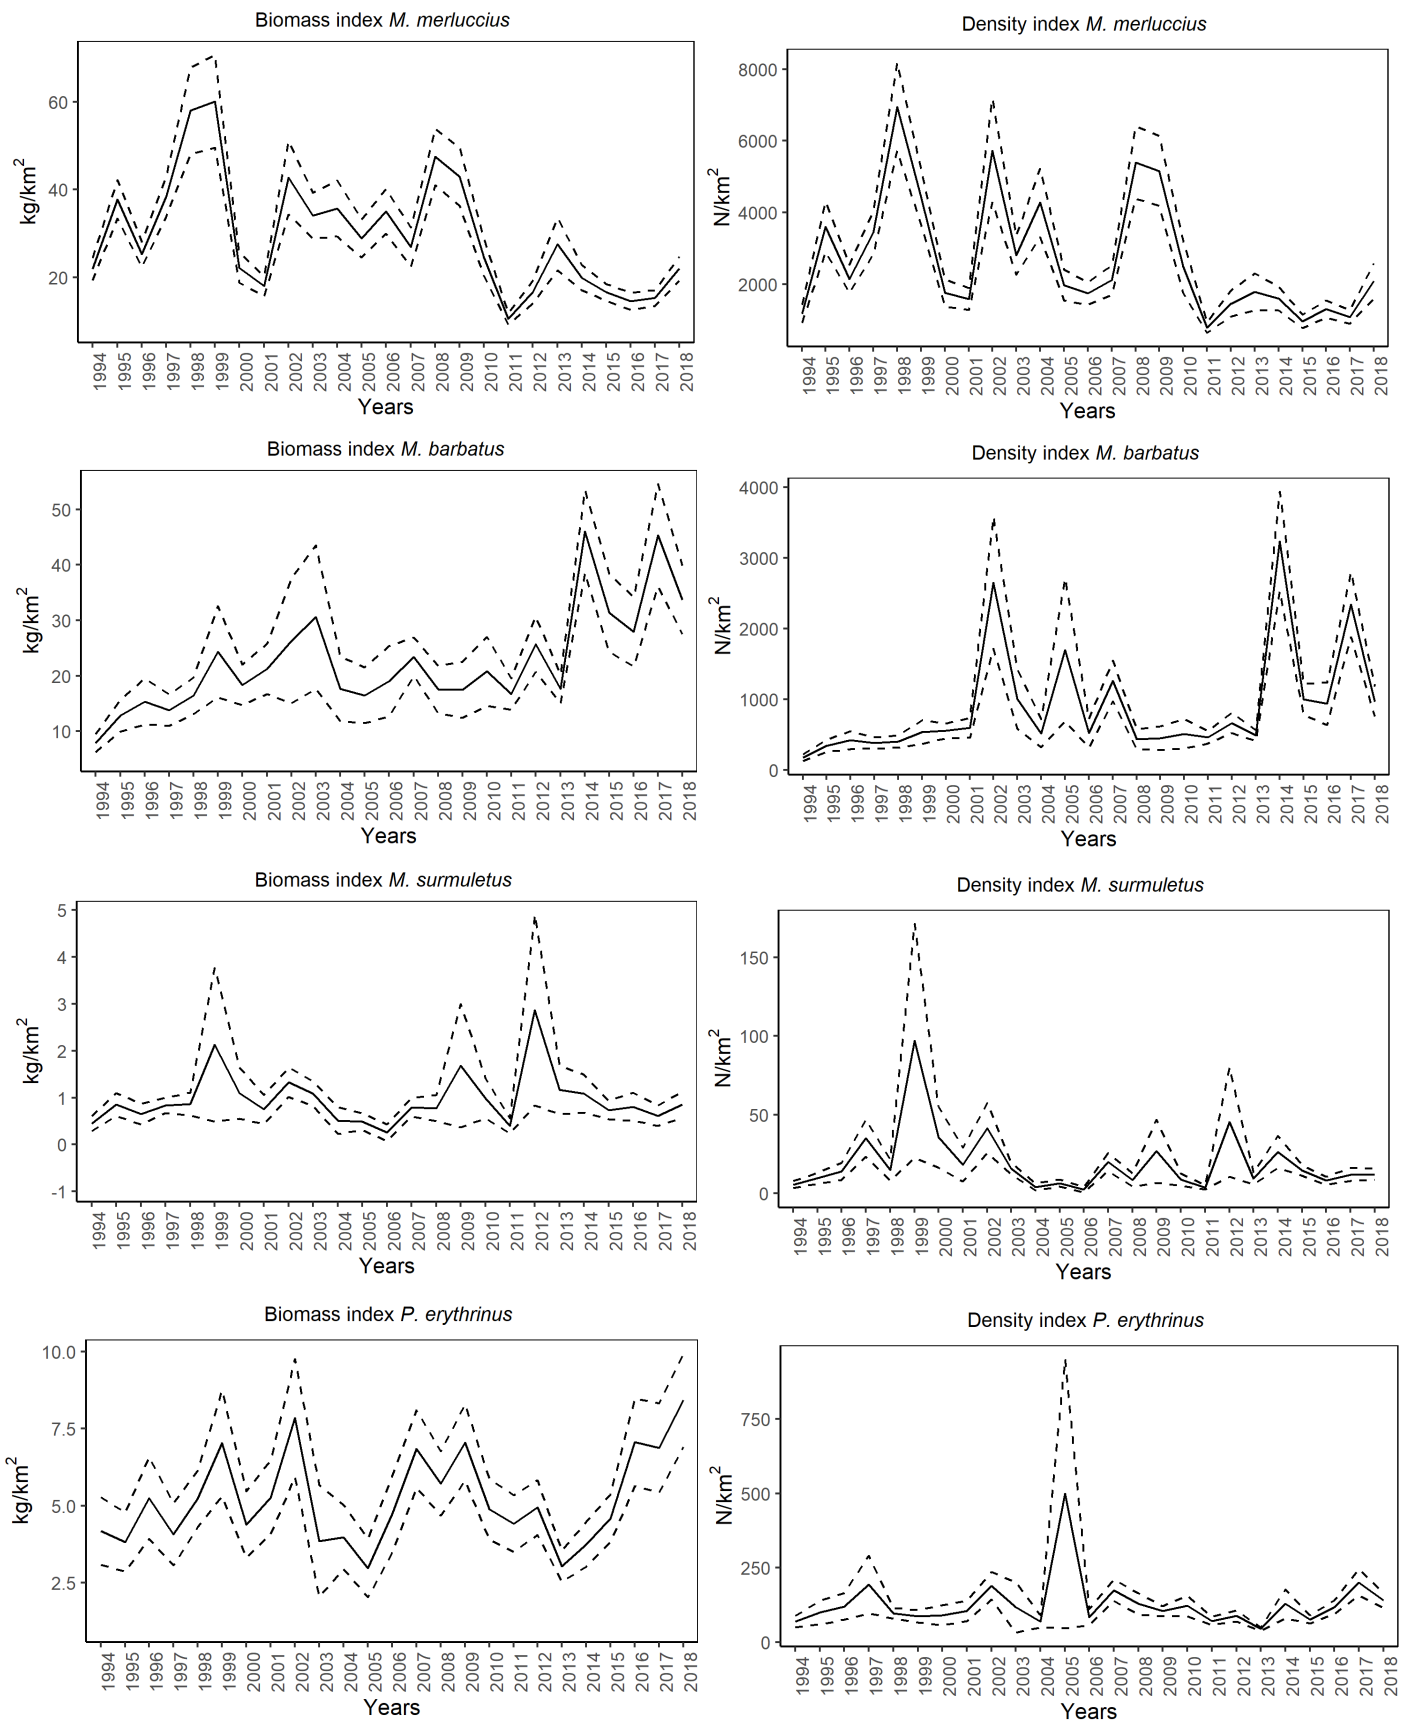 Biomass index M. merluccius
kg/km2
60
40
20
1994 1995 1996 1997 1998 1999 2000 2001 2002 2003 2004 2005 2006 2007 2008 2009 2010 2011 2012 2013 2014 2015 2016 2017 2018
Years
Density index M. merluccius
N/km2
8000
6000
4000
2000
1994 1995 1996 1997 1998 1999 2000 2001 2002 2003 2004 2005 2006 2007 2008 2009 2010 2011 2012 2013 2014 2015 2016 2017 2018
Years
Biomass index M. barbatus
kg/km2
50
40
30
20
10
1994 1995 1996 1997 1998 1999 2000 2001 2002 2003 2004 2005 2006 2007 2008 2009 2010 2011 2012 2013 2014 2015 2016 2017 2018
Years
Density index M. barbatus
N/km2
4000
3000
2000
1000
0
1994 1995 1996 1997 1998 1999 2000 2001 2002 2003 2004 2005 2006 2007 2008 2009 2010 2011 2012 2013 2014 2015 2016 2017 2018
Years
Biomass index M. surmuletus
kg/km2
5
4
3
2
1
0
-1
1994 1995 1996 1997 1998 1999 2000 2001 2002 2003 2004 2005 2006 2007 2008 2009 2010 2011 2012 2013 2014 2015 2016 2017 2018
Years
Density index M. surmuletus
N/km2
150
100
50
0
1994 1995 1996 1997 1998 1999 2000 2001 2002 2003 2004 2005 2006 2007 2008 2009 2010 2011 2012 2013 2014 2015 2016 2017 2018
Years
Biomass index P. erythrinus
kg/km2
10.0
7.5
5.0
2.5
1994 1995 1996 1997 1998 1999 2000 2001 2002 2003 2004 2005 2006 2007 2008 2009 2010 2011 2012 2013 2014 2015 2016 2017 2018
Years
Density index P. erythrinus
N/km2
750
500
250
0
1994 1995 1996 1997 1998 1999 2000 2001 2002 2003 2004 2005 2006 2007 2008 2009 2010 2011 2012 2013 2014 2015 2016 2017 2018
Years